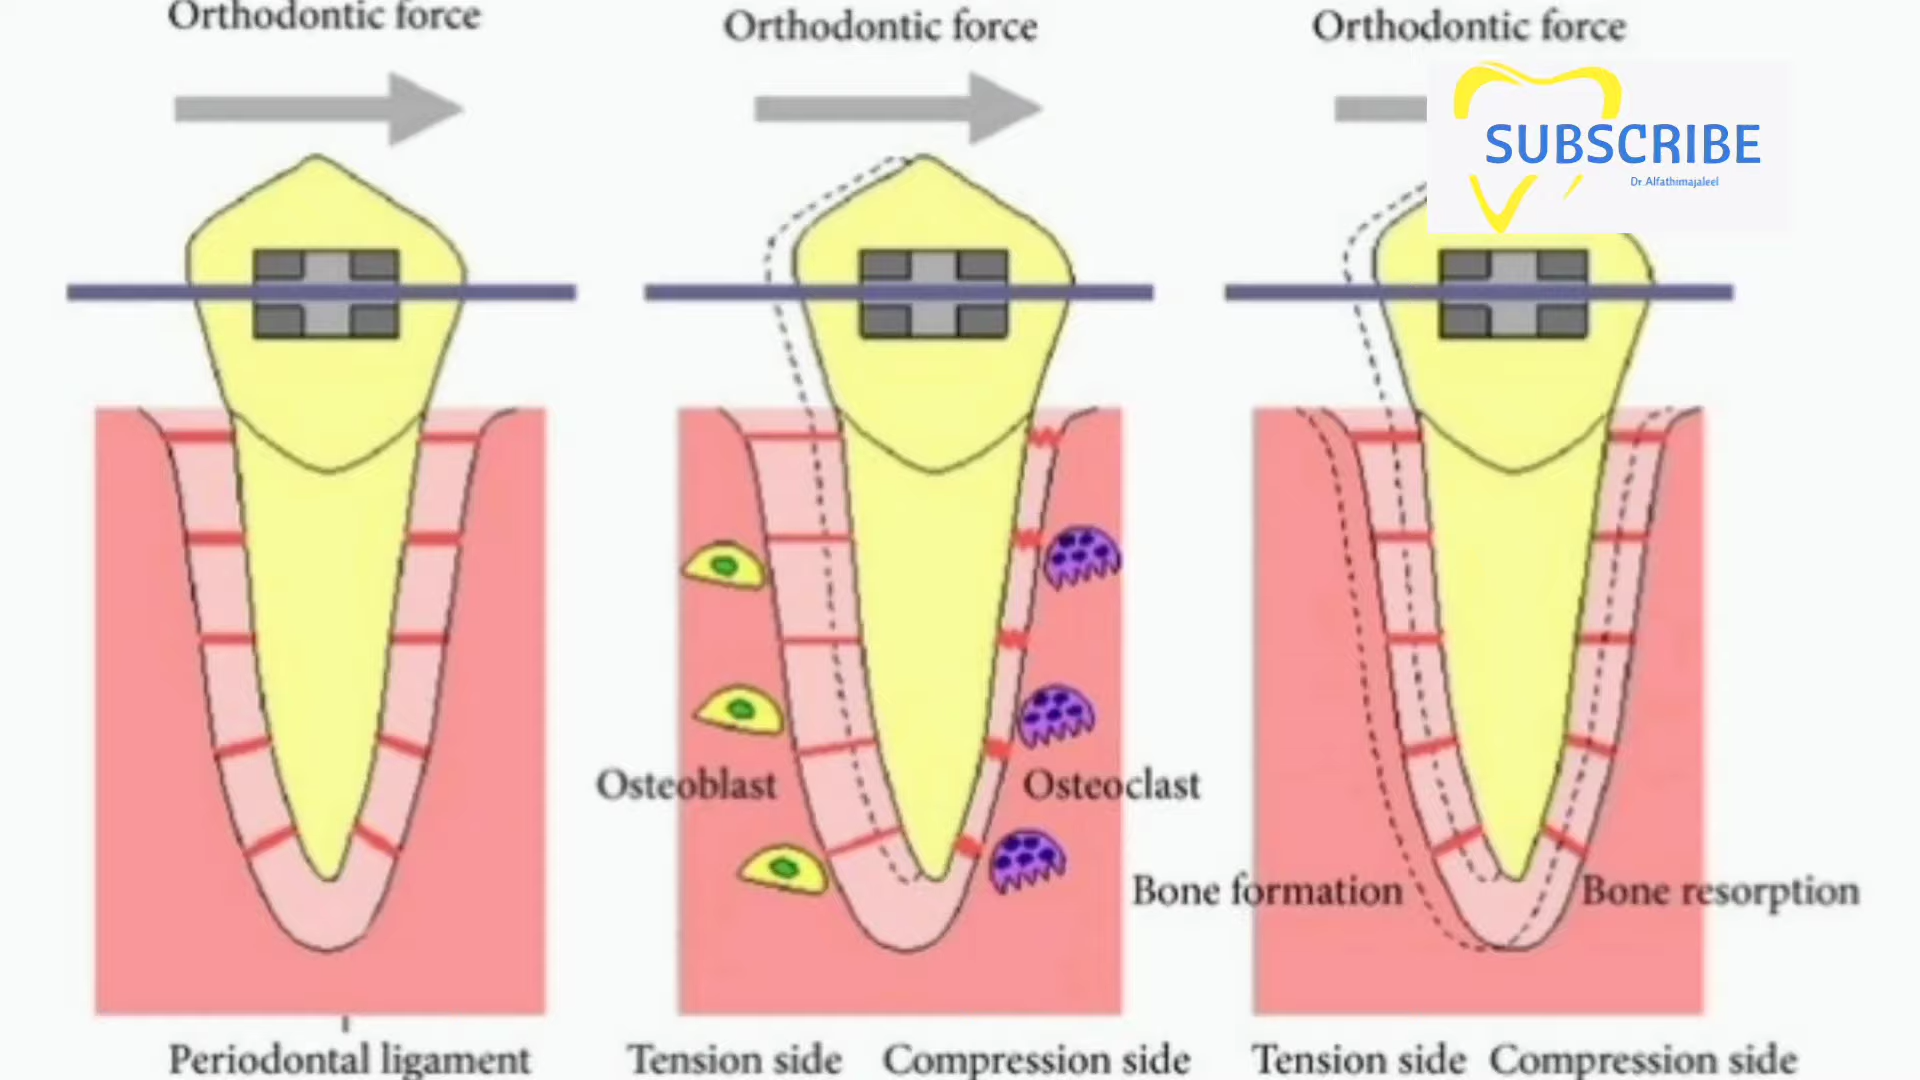 Orthodontic force
Orthodontic force
Orthodontic force
SUBSCRIBE
Dr.Alfathimajaleel
Osteoblast
Osteoclast
Bone formation
Bone resorption
Periodontal ligament
Tension side
Compression side
Tension side
Compression side